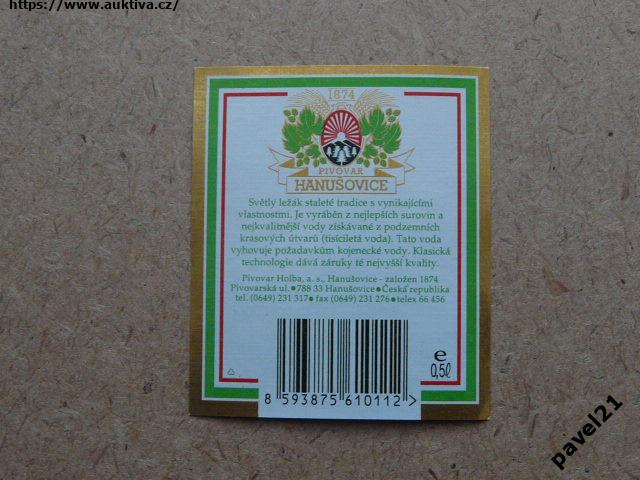 https://www.auktiva.cz/
1874
PIVOVAR
HANUŠOVICE
Světlý ležák staleté tradice s vynikajícími
vlastnostmi. Je vyráběn z nejlepších surovin a
nejkvalitnější vody získávané z podzemních
krasových útvarů (tisíciletá voda). Tato voda
vyhovuje požadavkům kojenecké vody. Klasická
technologie dává záruky té nejvyšší kvality.
Pivovar Holba, a. s., Hanušovice - založen 1874
Pivovarská ul.●788 33 Hanušovice●Česká republika
tel. (0649) 231 317● fax (0649) 231 276●telex 66 456
e
0,5ℓ
8 593875 610112 >
pavel21